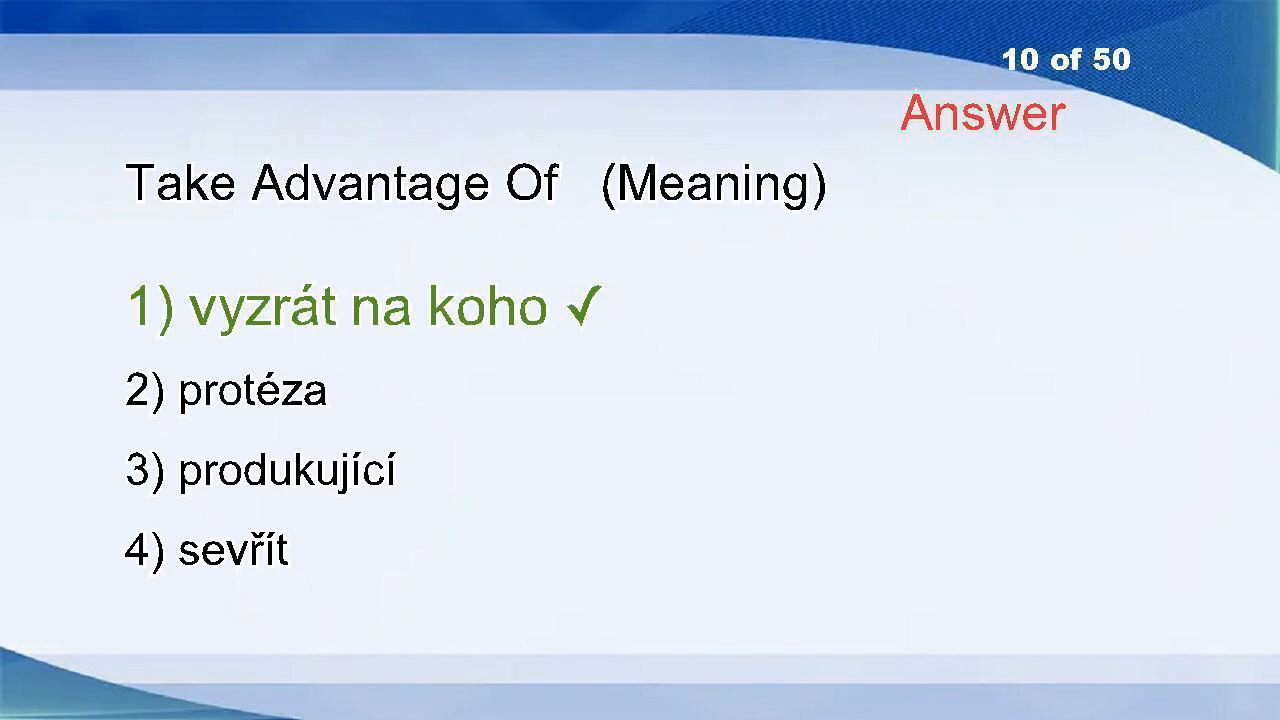 10 of 50
Answer
Take Advantage Of (Meaning)
1) vyzrát na koho ✓
2) protéza
3) produkující
4) sevřít